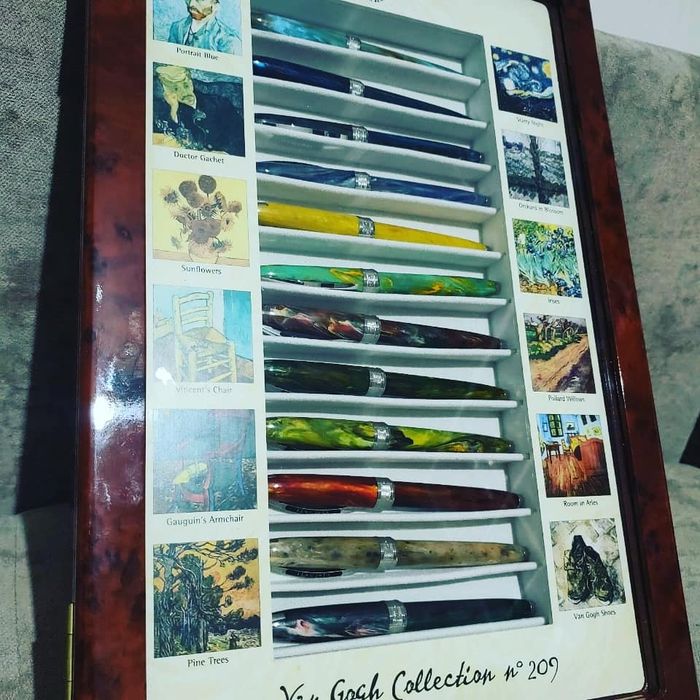 Portrait Blue
Doctor Gachet
Sunflowers
Vincent's Chair
Gauguin's Armchair
Pine Trees
Starry Night
Orchard in Blossom
Irises
Pollard Willows
Room in Arles
Van Gogh Shoes
Van Gogh Collection n° 209